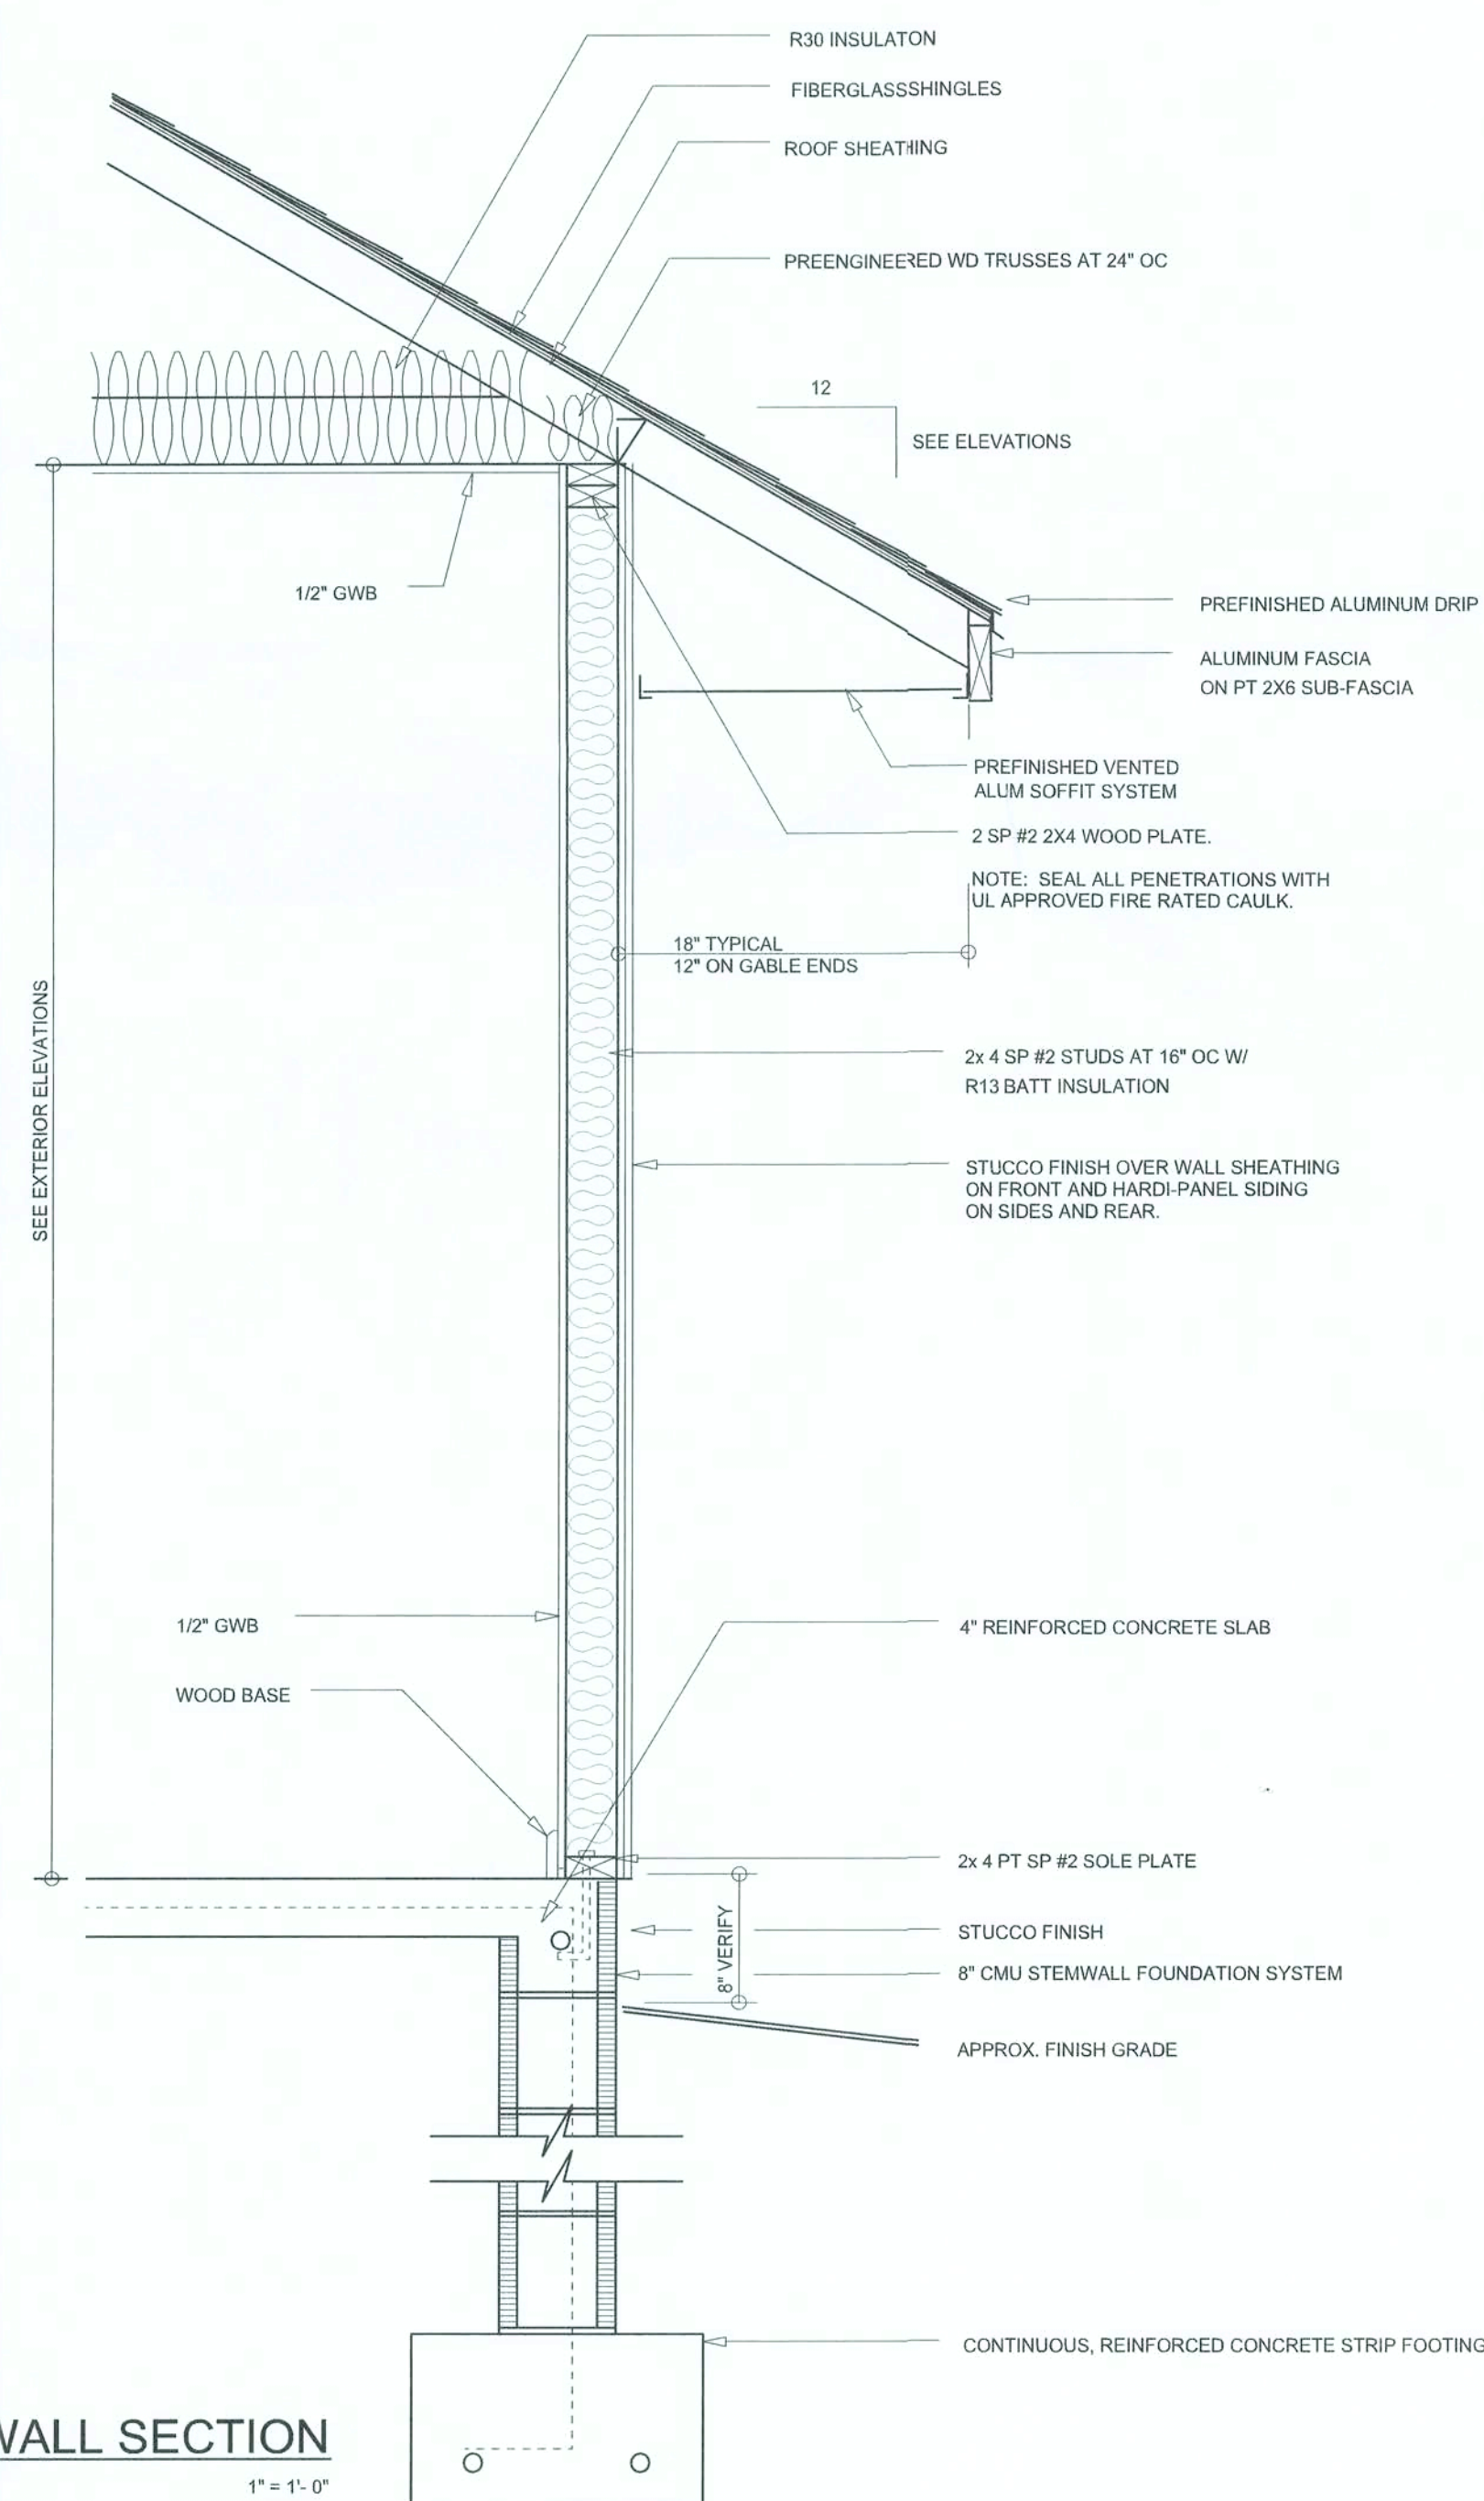 R30 INSULATON
FIBERGLASSSHINGLES
ROOF SHEATHING
PREENGINEERED WD TRUSSES AT 24" OC
12
SEE ELEVATIONS
1/2" GWB
PREFINISHED ALUMINUM DRIP
ALUMINUM FASCIA
ON PT 2X6 SUB-FASCIA
PREFINISHED VENTED
ALUM SOFFIT SYSTEM
2 SP #2 2X4 WOOD PLATE.
NOTE: SEAL ALL PENETRATIONS WITH
UL APPROVED FIRE RATED CAULK.
18" TYPICAL
12" ON GABLE ENDS
SEE EXTERIOR ELEVATIONS
2x 4 SP #2 STUDS AT 16" OC W/
R13 BATT INSULATION
STUCCO FINISH OVER WALL SHEATHING
ON FRONT AND HARDI-PANEL SIDING
ON SIDES AND REAR.
1/2" GWB
4" REINFORCED CONCRETE SLAB
WOOD BASE
2x 4 PT SP #2 SOLE PLATE
8" VERIFY
STUCCO FINISH
8" CMU STEMWALL FOUNDATION SYSTEM
APPROX. FINISH GRADE
CONTINUOUS, REINFORCED CONCRETE STRIP FOOTING
WALL SECTION
1" = 1'- 0"